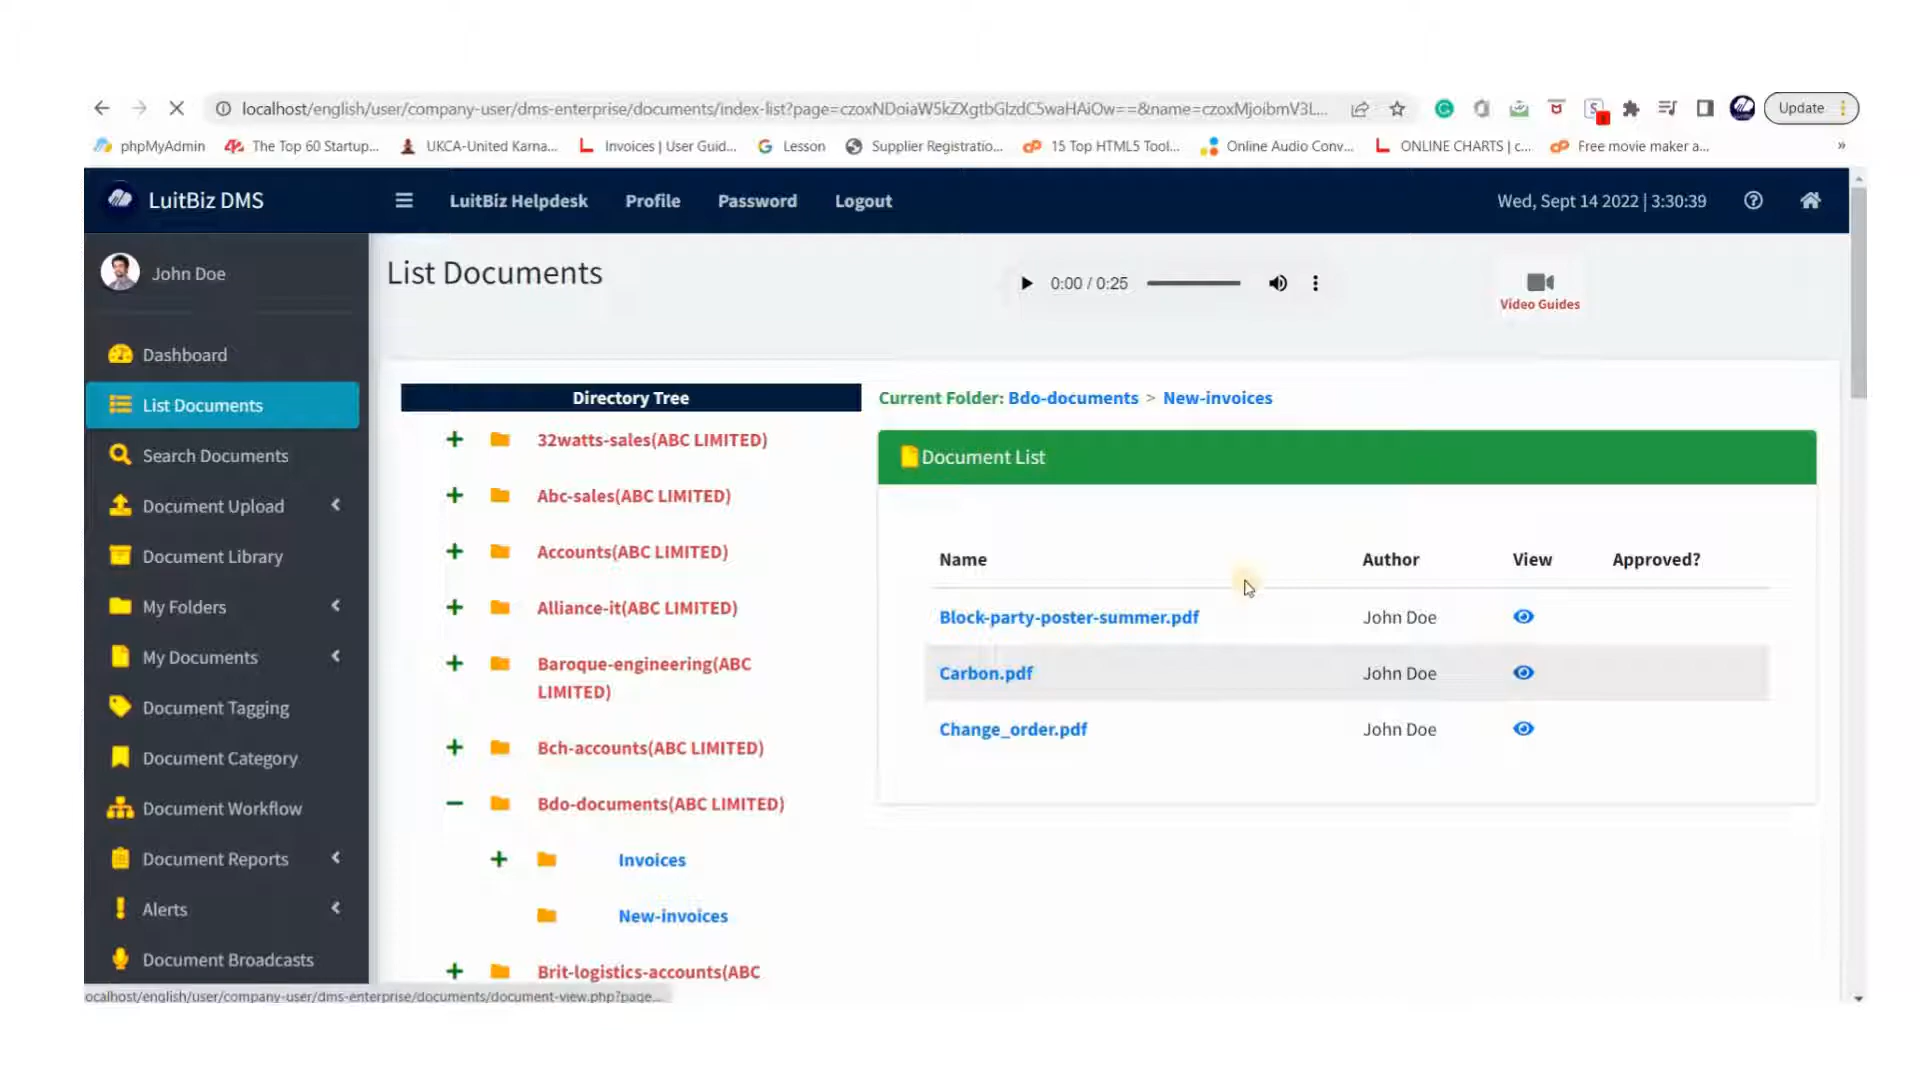 localhost/english/user/company-user/dms-enterprise/documents/index-list?page=czoxNDoiaW5kZXgtbGlzdC5waHAiOw==&name=czoxMjoibmV3L...
Update
phpMyAdmin The Top 60 Startup... UKCA-United Karna... Invoices | User Guid... Lesson Supplier Registratio... 15 Top HTML5 Tool... Online Audio Conv... ONLINE CHARTS | c... Free movie maker a... »
LuitBiz DMS LuitBiz Helpdesk Profile Password Logout Wed, Sept 14 2022 | 3:30:39
John Doe
Dashboard
List Documents
Search Documents
Document Upload
Document Library
My Folders
My Documents
Document Tagging
Document Category
Document Workflow
Document Reports
Alerts
Document Broadcasts
List Documents
0:00 / 0:25
Video Guides
Directory Tree
32watts-sales(ABC LIMITED)
Abc-sales(ABC LIMITED)
Accounts(ABC LIMITED)
Alliance-it(ABC LIMITED)
Baroque-engineering(ABC
LIMITED)
Bch-accounts(ABC LIMITED)
Bdo-documents(ABC LIMITED)
Invoices
New-invoices
Brit-logistics-accounts(ABC
Current Folder: Bdo-documents > New-invoices
Document List
Name Author View Approved?
Block-party-poster-summer.pdf John Doe
Carbon.pdf John Doe
Change_order.pdf John Doe
ocalhost/english/user/company-user/dms-enterprise/documents/document-view.php?page...